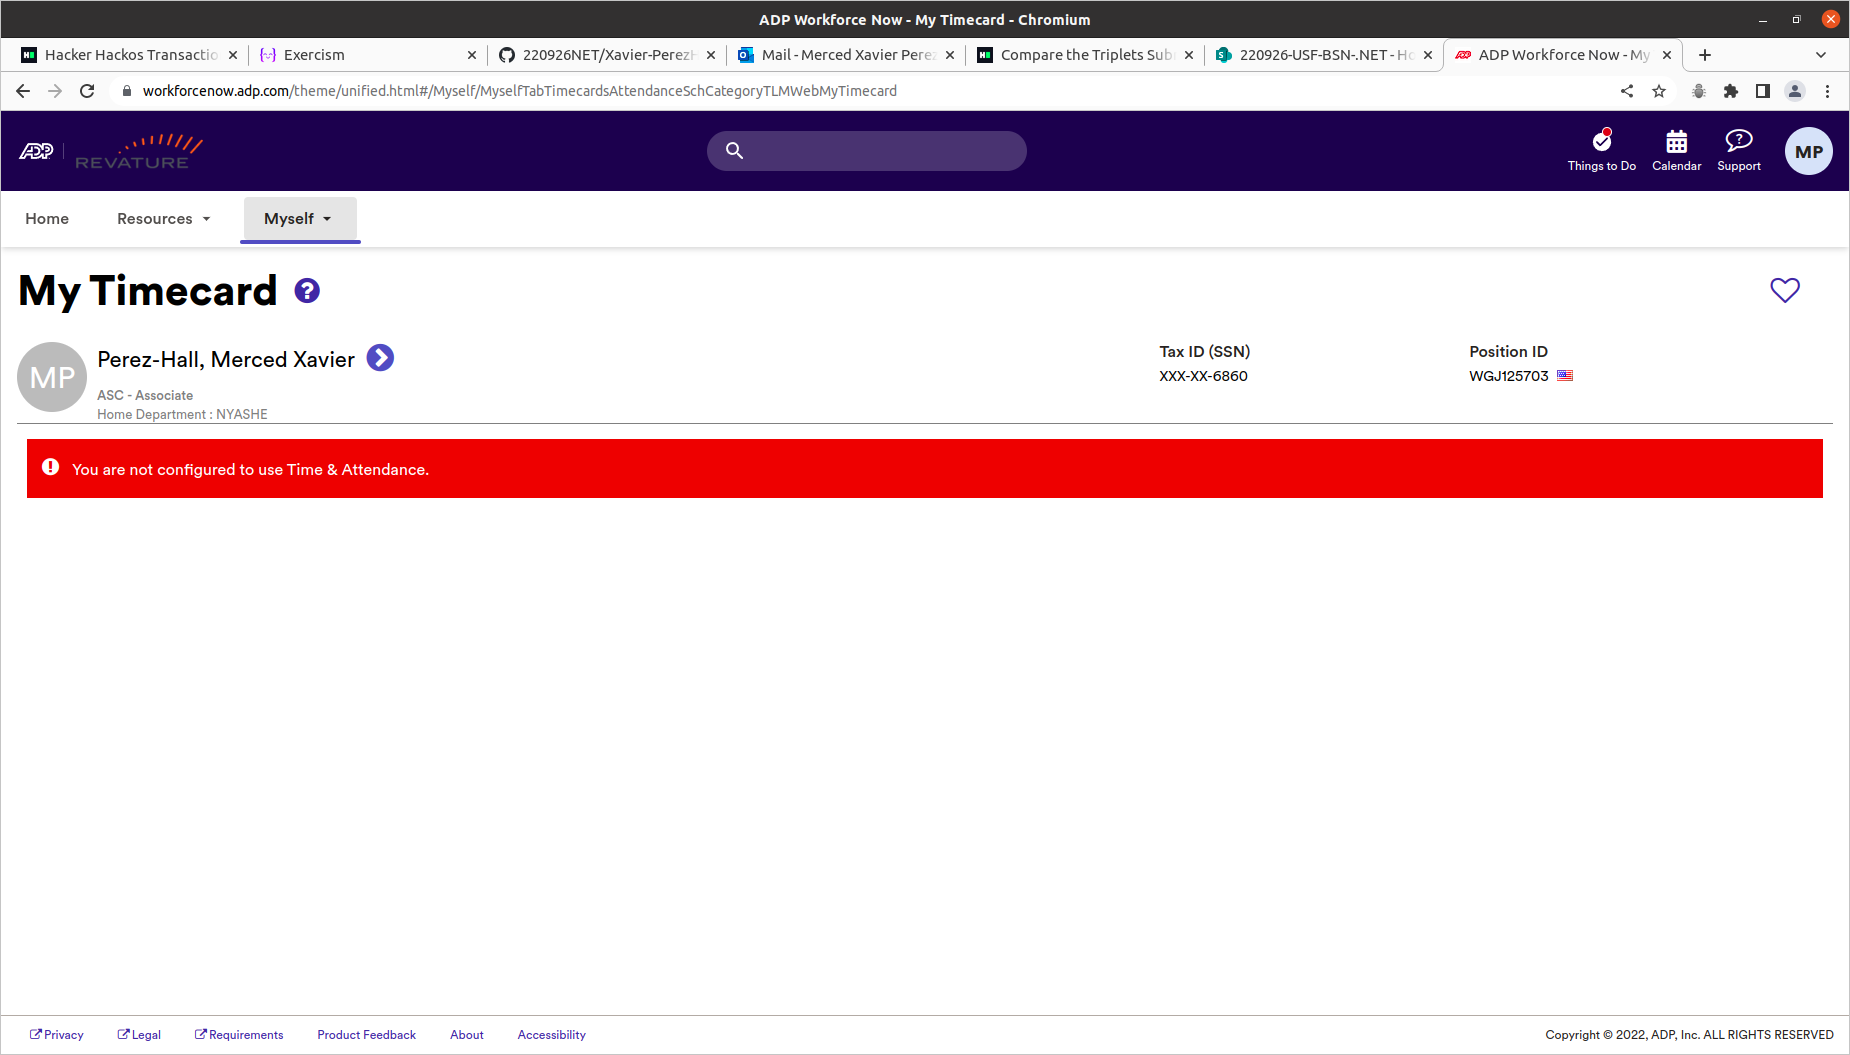 ADP Workforce Now - My Timecard - Chromium
Hacker Hackos Transactio
Exercism
220926NET/Xavier-PerezH
Mail - Merced Xavier Perez
Compare the Triplets Sub
220926-USF-BSN-.NET - Ho
ADP Workforce Now - My
workforcenow.adp.com/theme/unified.html#/Myself/MyselfTabTimecardsAttendanceSchCategoryTLMWebMyTimecard
ADP
REVATURE
Things to Do
Calendar
Support
MP
Home
Resources
Myself
My Timecard
MP
Perez-Hall, Merced Xavier
ASC - Associate
Home Department : NYASHE
Tax ID (SSN)
XXX-XX-6860
Position ID
WGJ125703
You are not configured to use Time & Attendance.
Privacy
Legal
Requirements
Product Feedback
About
Accessibility
Copyright © 2022, ADP, Inc. ALL RIGHTS RESERVED